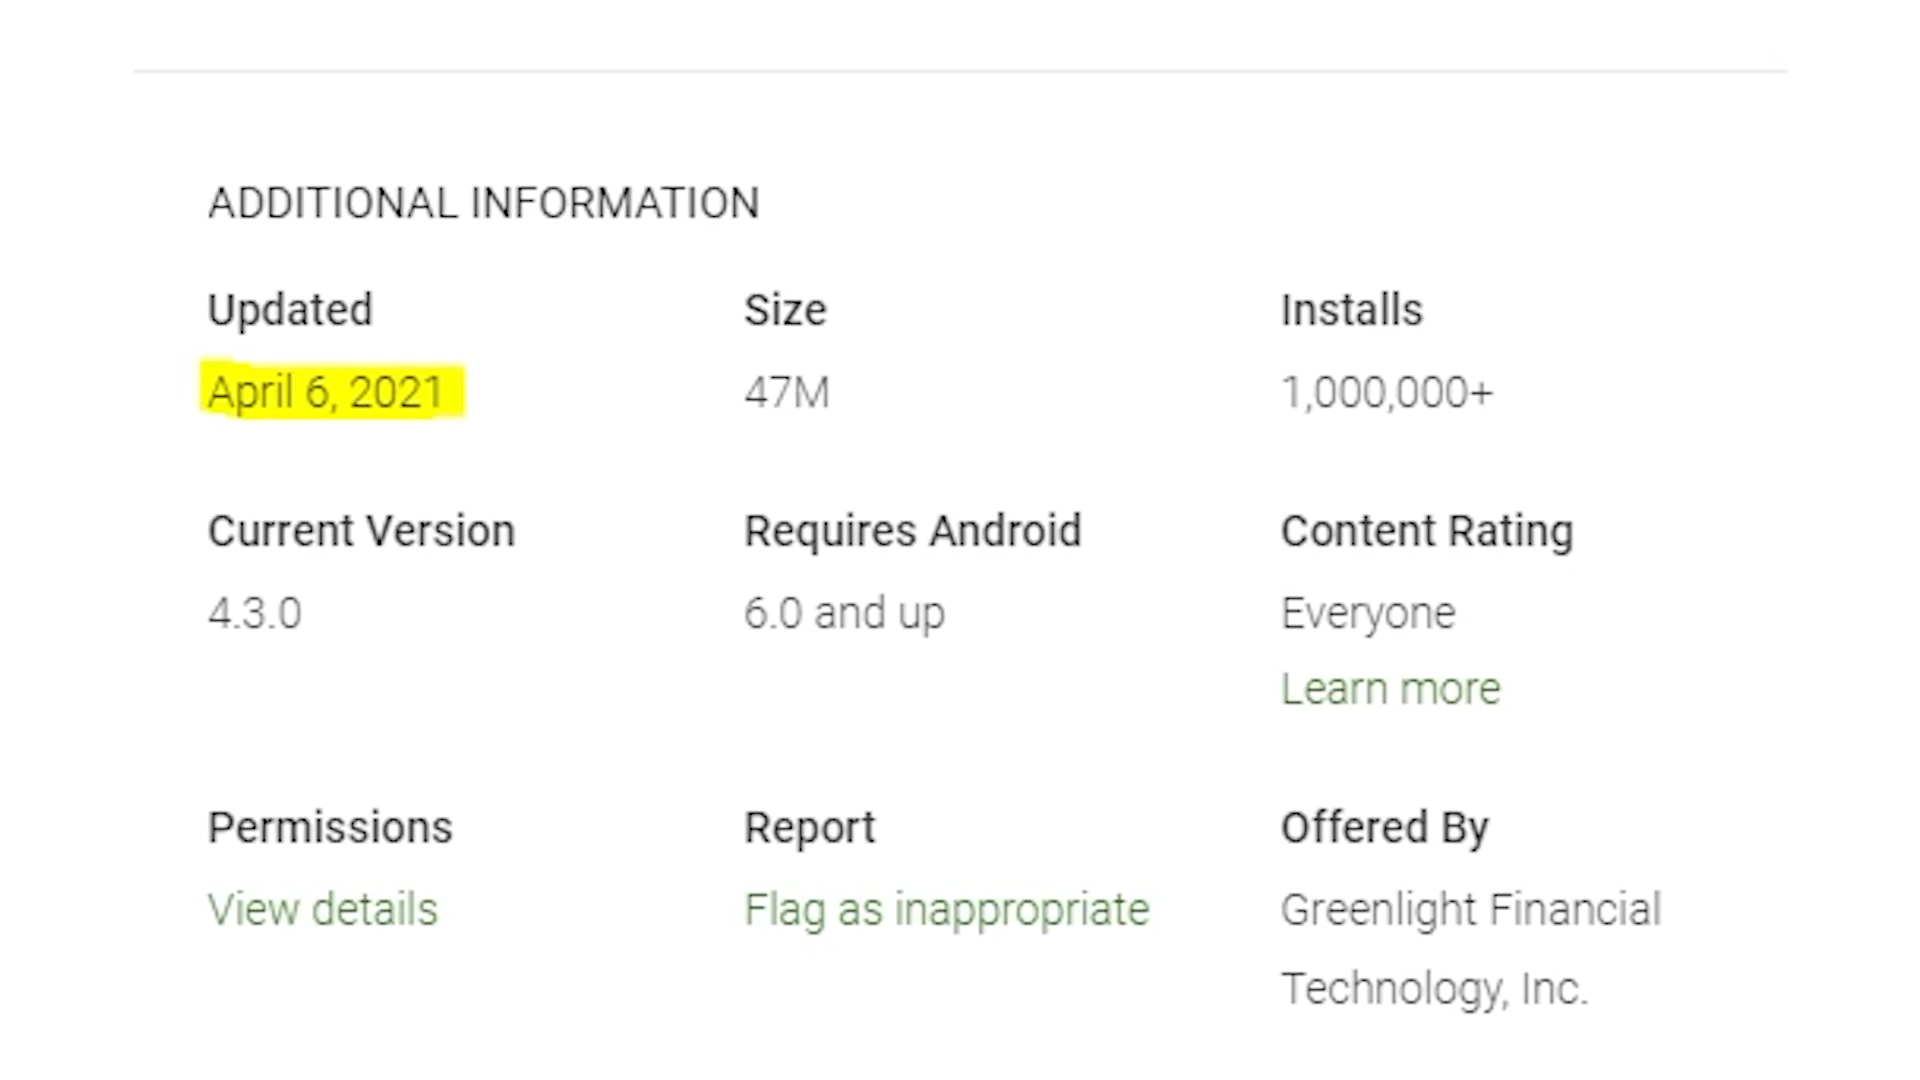 ADDITIONAL INFORMATION
Updated
Size
Installs
April 6, 2021
47M
1,000,000+
Current Version
Requires Android
Content Rating
4.3.0
6.0 and up
Everyone
Learn more
Permissions
Report
Offered By
View details
Flag as inappropriate
Greenlight Financial
Technology, Inc.